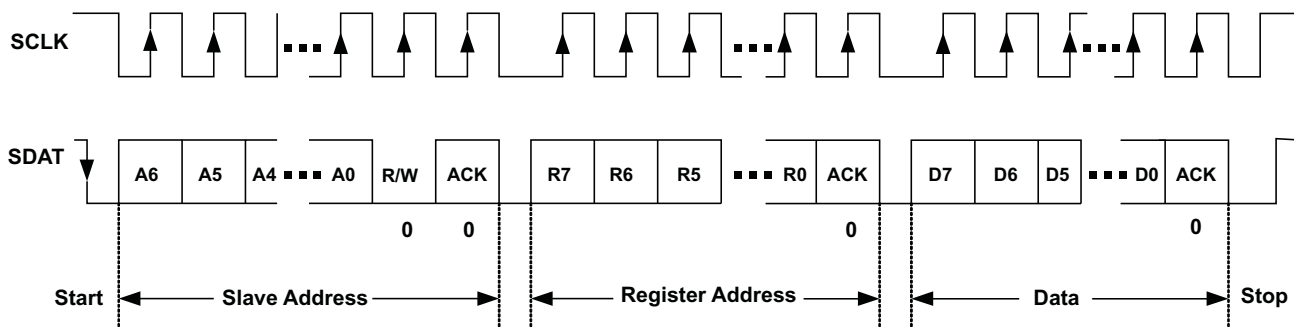 SCLK
SDAT A6 A5 A4 A0 R/W ACK R7 R6 R5 R0 ACK D7 D6 D5 D0 ACK
0 0 0 0
Start Slave Address Register Address Data Stop